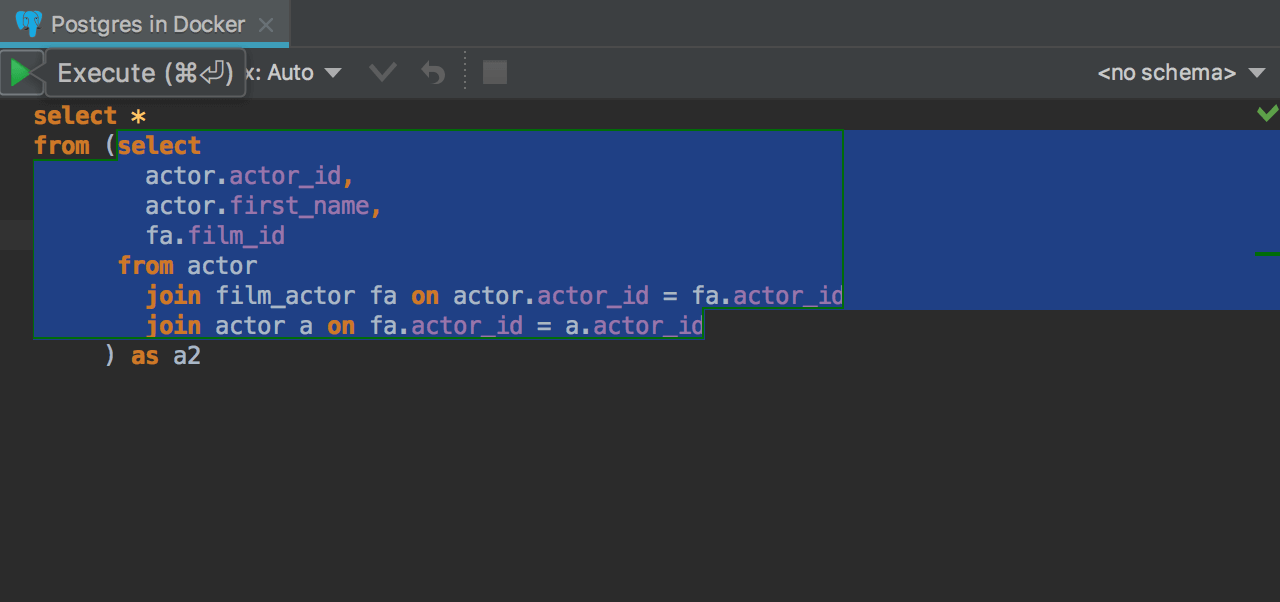 Postgres in Docker
Execute (⌘⏎) x: Auto <no schema>
select *
from (select
actor.actor_id,
actor.first_name,
fa.film_id
from actor
join film_actor fa on actor.actor_id = fa.actor_id
join actor a on fa.actor_id = a.actor_id
) as a2